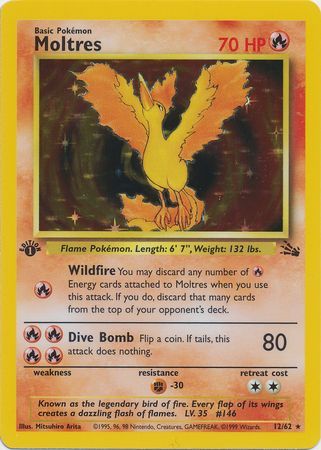 Basic Pokémon
Moltres 70 HP
EDITION
1
Flame Pokémon. Length: 6' 7", Weight: 132 lbs.
Wildfire You may discard any number of
Energy cards attached to Moltres when you use
this attack. If you do, discard that many cards
from the top of your opponent's deck.
Dive Bomb Flip a coin. If tails, this
attack does nothing.
80
weakness resistance retreat cost
-30
Known as the legendary bird of fire. Every flap of its wings
creates a dazzling flash of flames. LV. 35 #146
Illus. Mitsuhiro Arita ©1995, 96, 98 Nintendo, Creatures, GAMEFREAK. ©1999 Wizards. 12/62 ★